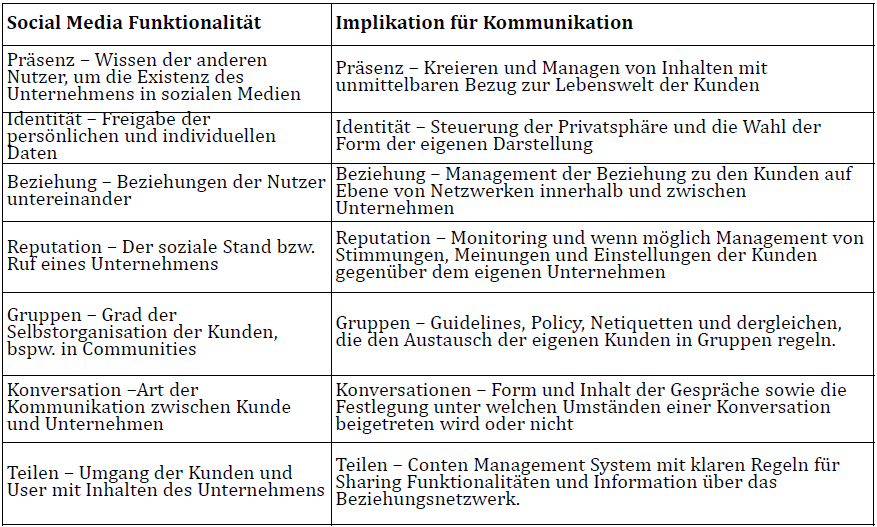 Social Media Funktionalität
Implikation für Kommunikation
Präsenz – Wissen der anderen
Nutzer, um die Existenz des
Unternehmens in sozialen Medien
Präsenz – Kreieren und Managen von Inhalten mit
unmittelbaren Bezug zur Lebenswelt der Kunden
Identität – Freigabe der
persönlichen und individuellen
Daten
Identität – Steuerung der Privatsphäre und die Wahl der
Form der eigenen Darstellung
Beziehung – Beziehungen der Nutzer
untereinander
Beziehung – Management der Beziehung zu den Kunden auf
Ebene von Netzwerken innerhalb und zwischen
Unternehmen
Reputation – Der soziale Stand bzw.
Ruf eines Unternehmens
Reputation – Monitoring und wenn möglich Management von
Stimmungen, Meinungen und Einstellungen der Kunden
gegenüber dem eigenen Unternehmen
Gruppen – Grad der
Selbstorganisation der Kunden,
bspw. in Communities
Gruppen – Guidelines, Policy, Netiquetten und dergleichen,
die den Austausch der eigenen Kunden in Gruppen regeln.
Konversation –Art der
Kommunikation zwischen Kunde
und Unternehmen
Konversationen – Form und Inhalt der Gespräche sowie die
Festlegung unter welchen Umständen einer Konversation
beigetreten wird oder nicht
Teilen – Umgang der Kunden und
User mit Inhalten des Unternehmens
Teilen – Conten Management System mit klaren Regeln für
Sharing Funktionalitäten und Information über das
Beziehungsnetzwerk.